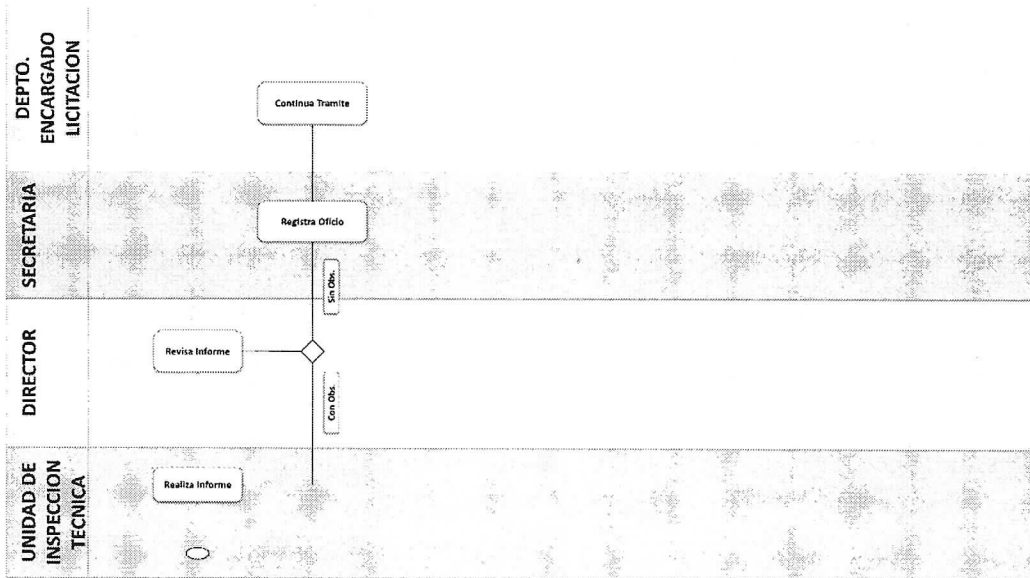 DEPTO.
ENCARGADO
LICITACION
Continua Tramite
SECRETARIA
Registra Oficio
Sin Obs.
DIRECTOR
Revisa Informe
Con Obs.
UNIDAD DE
INSPECCION
TECNICA
Realiza Informe